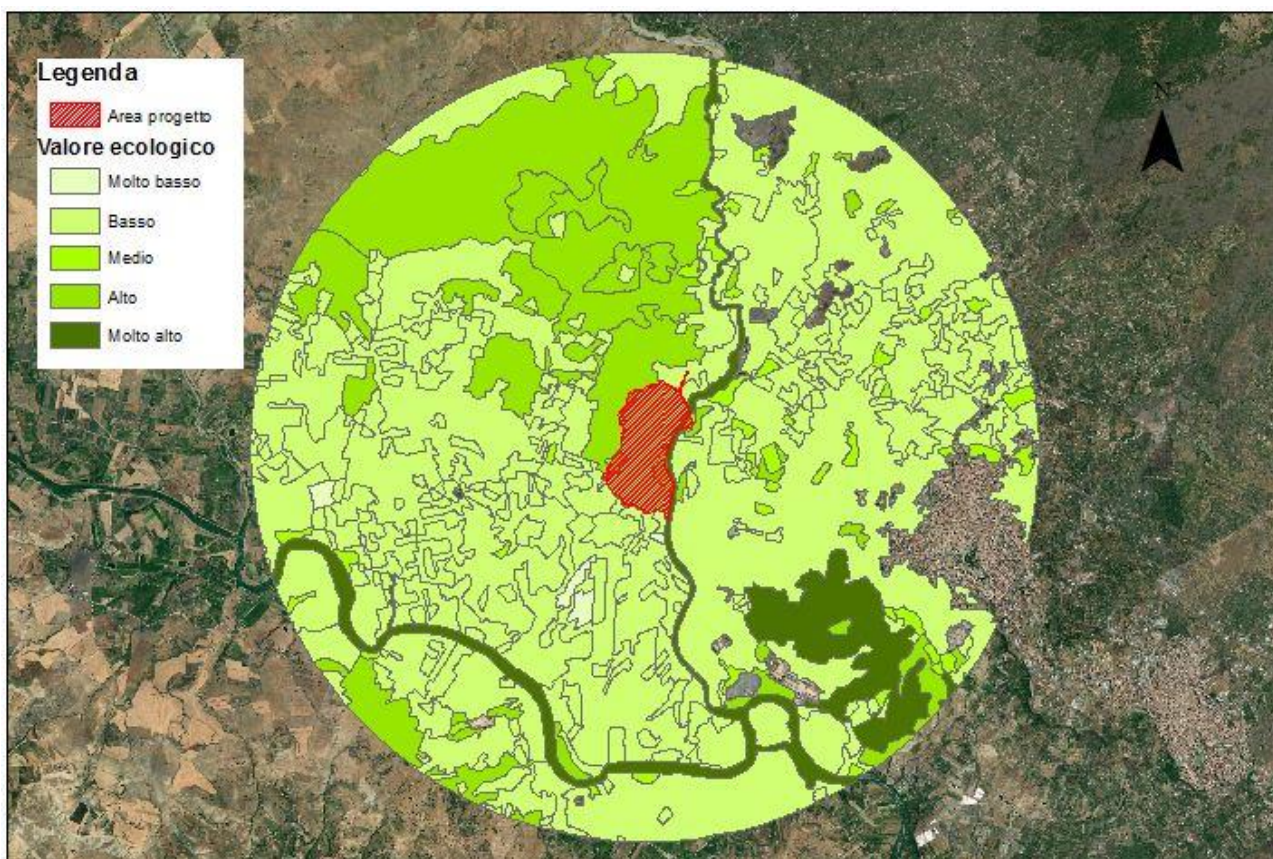 Legenda
Area progetto
Valore ecologico
Molto basso
Basso
Medio
Alto
Molto alto
N